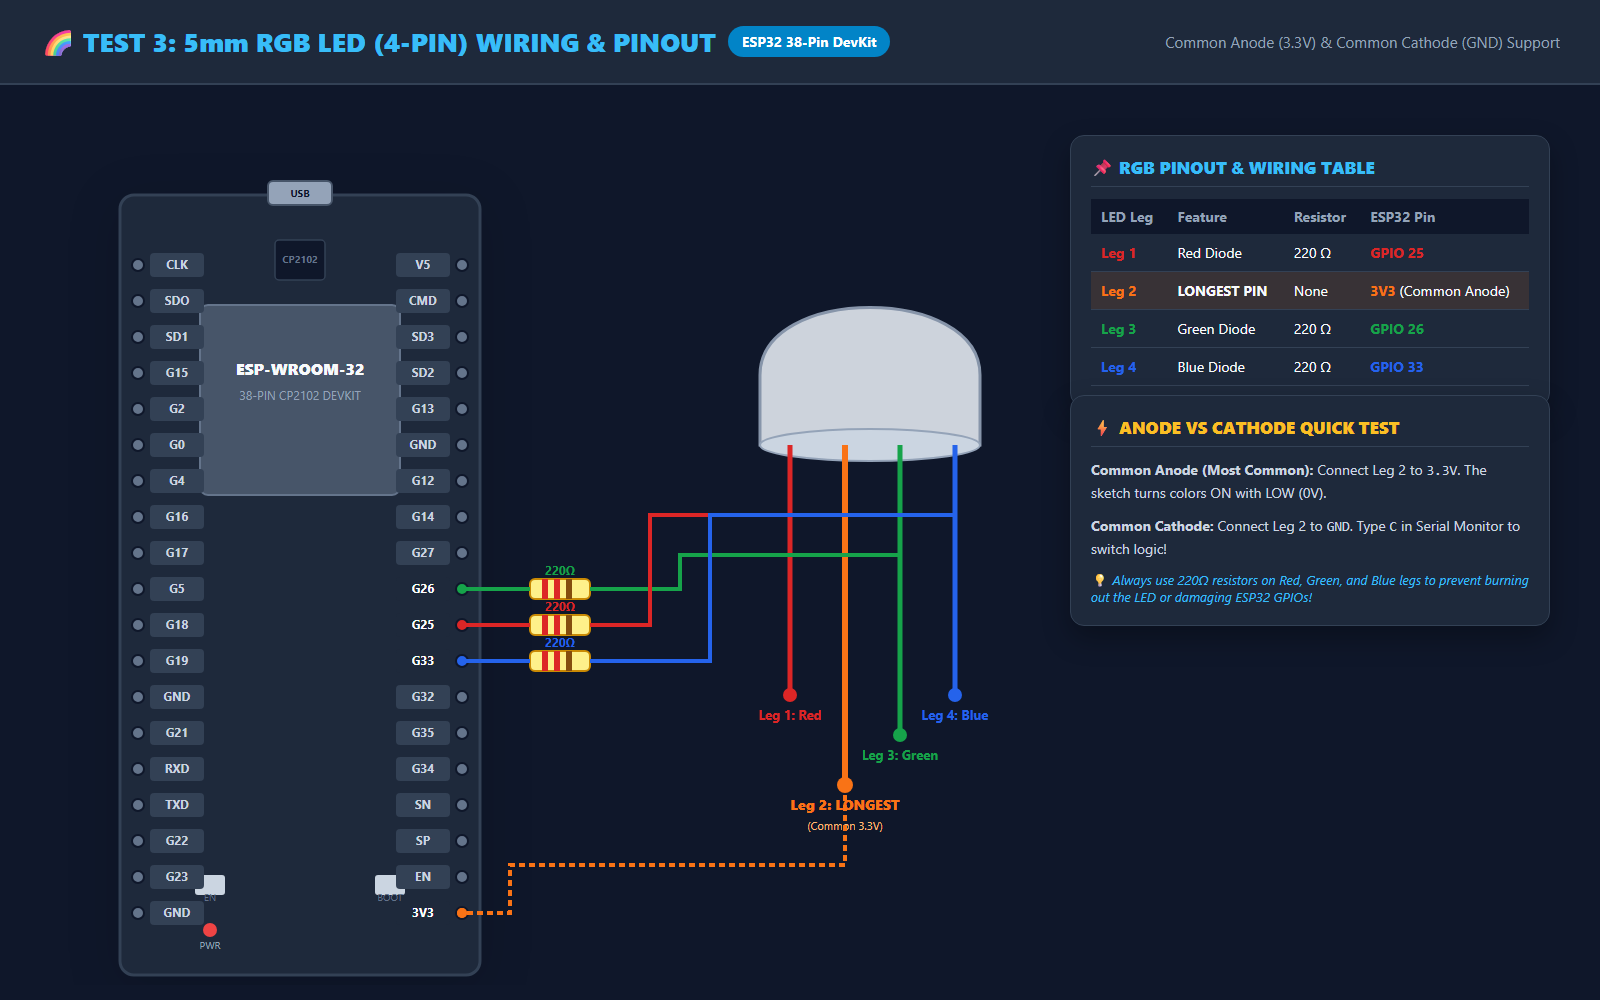 🌈 TEST 3: 5mm RGB LED (4-PIN) WIRING & PINOUT
ESP32 38-Pin DevKit
Common Anode (3.3V) & Common Cathode (GND) Support
USB
CP2102
ESP-WROOM-32
38-PIN CP2102 DEVKIT
CLK
SDO
SD1
G15
G2
G0
G4
G16
G17
G5
G18
G19
GND
G21
RXD
TXD
G22
G23
GND
V5
CMD
SD3
SD2
G13
GND
G12
G14
G27
G26
G25
G33
G32
G35
G34
SN
SP
EN
3V3
EN
BOOT
PWR
220Ω
220Ω
220Ω
Leg 1: Red
Leg 4: Blue
Leg 3: Green
Leg 2: LONGEST
(Common 3.3V)
📌 RGB PINOUT & WIRING TABLE
LED Leg Feature Resistor ESP32 Pin
Leg 1 Red Diode 220 Ω GPIO 25
Leg 2 LONGEST PIN None 3V3 (Common Anode)
Leg 3 Green Diode 220 Ω GPIO 26
Leg 4 Blue Diode 220 Ω GPIO 33
⚡ ANODE VS CATHODE QUICK TEST
Common Anode (Most Common): Connect Leg 2 to 3.3V. The
sketch turns colors ON with LOW (0V).
Common Cathode: Connect Leg 2 to GND. Type C in Serial Monitor to
switch logic!
💡 Always use 220Ω resistors on Red, Green, and Blue legs to prevent burning
out the LED or damaging ESP32 GPIOs!